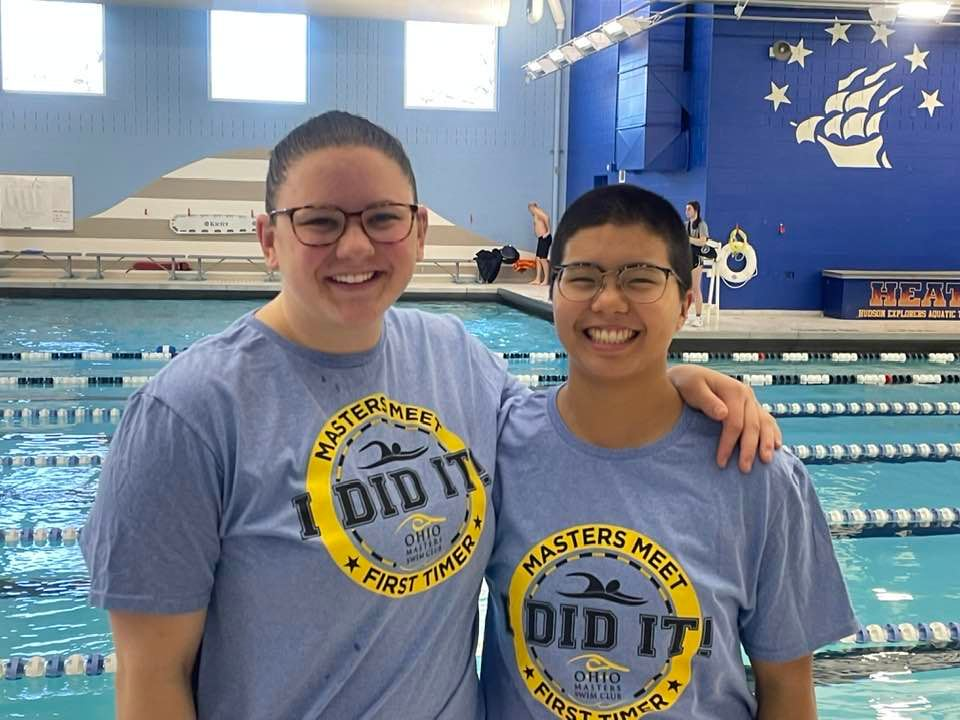 Kiefer
HEAT
HUDSON EXPLORERS AQUATIC T
MASTERS MEET
I DID IT!
OHIO
MASTERS
SWIM CLUB
FIRST TIMER
MASTERS MEET
I DID IT!
OHIO
MASTERS
SWIM CLUB
FIRST TIMER